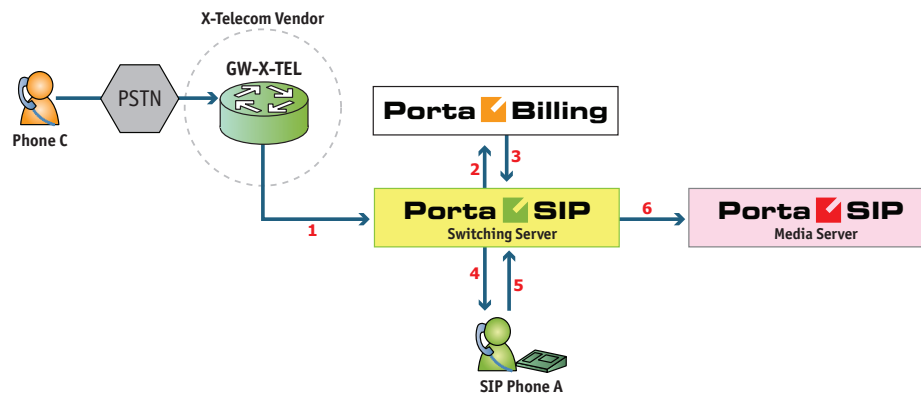 X-Telecom Vendor
GW-X-TEL
PSTN
Phone C
Porta Billing
2
3
Porta SIP
Switching Server
1
6
Porta SIP
Media Server
4
5
SIP Phone A